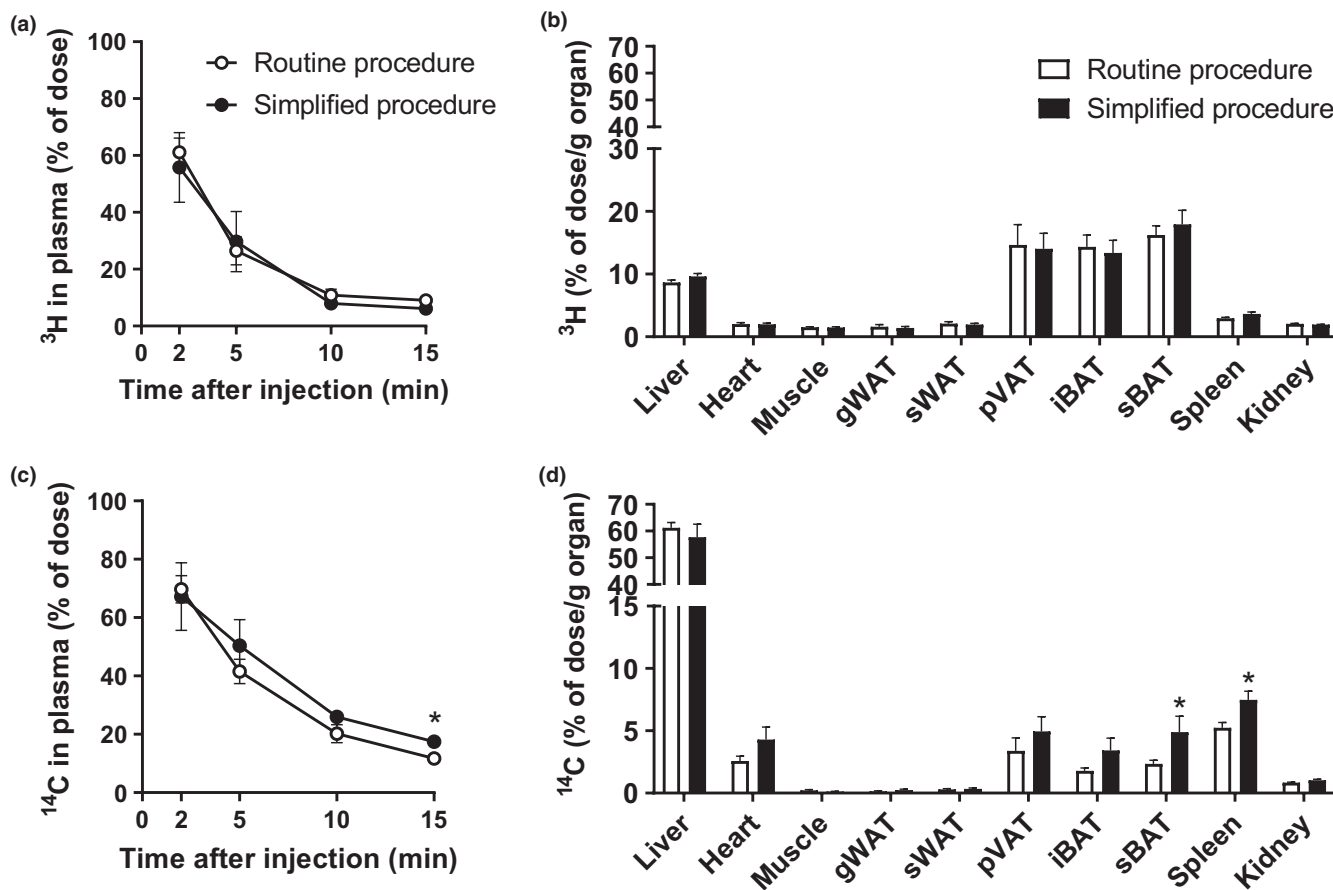 (a)
100
80
60
40
20
0
³H in plasma (% of dose)
Routine procedure
Simplified procedure
0 2 5 10 15
Time after injection (min)
(b)
70
60
50
40
30
20
10
0
³H (% of dose/g organ)
Routine procedure
Simplified procedure
Liver Heart Muscle gWAT sWAT pVAT iBAT sBAT Spleen Kidney
(c)
100
80
60
40
20
0
¹⁴C in plasma (% of dose)
*
0 2 5 10 15
Time after injection (min)
(d)
70
60
50
40
15
10
5
0
¹⁴C (% of dose/g organ)
* *
Liver Heart Muscle gWAT sWAT pVAT iBAT sBAT Spleen Kidney